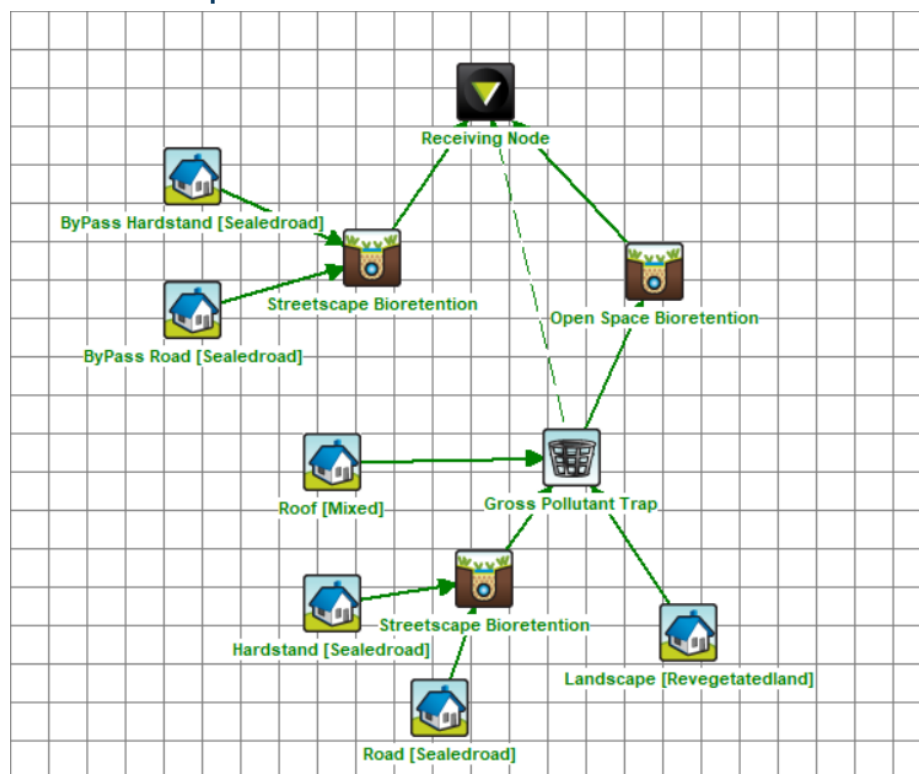 Receiving Node
ByPass Hardstand [Sealedroad]
Streetscape Bioretention
Open Space Bioretention
ByPass Road [Sealedroad]
Roof [Mixed]
Gross Pollutant Trap
Hardstand [Sealedroad]
Streetscape Bioretention
Landscape [Revegetatedland]
Road [Sealedroad]